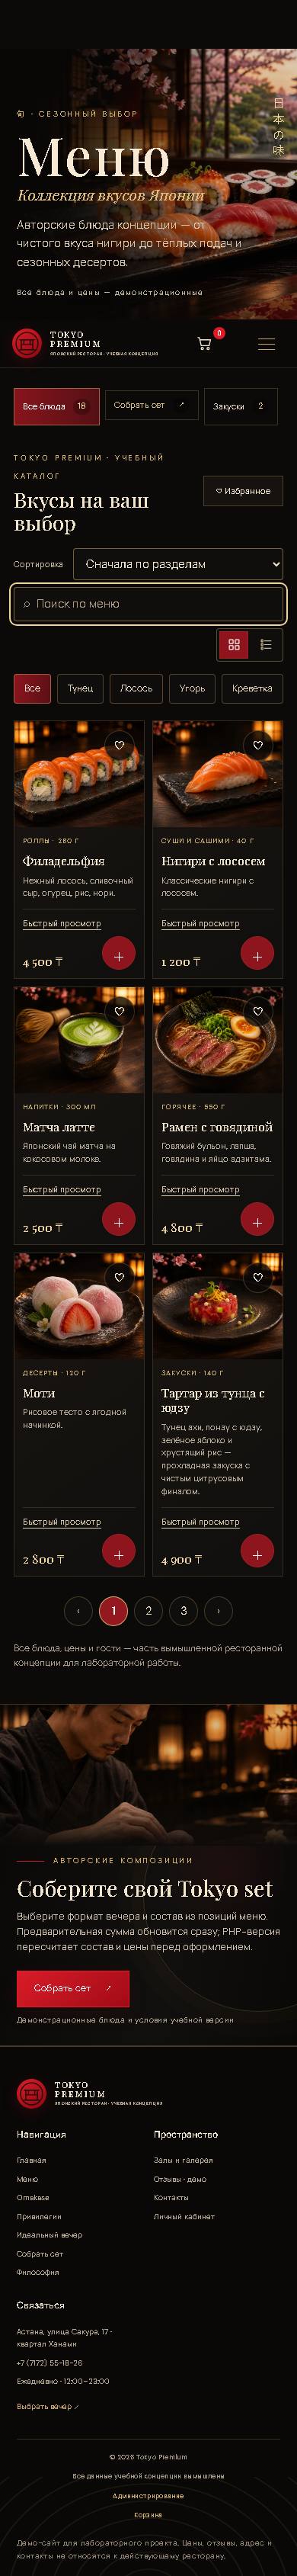 旬 · СЕЗОННЫЙ ВЫБОР
日本の味
Меню
Коллекция вкусов Японии
Авторские блюда концепции — от
чистого вкуса нигири до тёплых подач и
сезонных десертов.
Все блюда и цены — демонстрационные
TOKYO
PREMIUM
ЯПОНСКИЙ РЕСТОРАН · УЧЕБНАЯ КОНЦЕПЦИЯ
0
Все блюда 18
Собрать сет ↗
Закуски 2
TOKYO PREMIUM · УЧЕБНЫЙ
КАТАЛОГ
Вкусы на ваш
выбор
♡ Избранное
Сортировка
Сначала по разделам
⌕ Поиск по меню
Все
Тунец
Лосось
Угорь
Креветка
РОЛЛЫ · 280 Г
Филадельфия
Нежный лосось, сливочный
сыр, огурец, рис, нори.
Быстрый просмотр
4 500 ₸
+
СУШИ И САШИМИ · 40 Г
Нигири с лососем
Классические нигири с
лососем.
Быстрый просмотр
1 200 ₸
+
НАПИТКИ · 300 МЛ
Матча латте
Японский чай матча на
кокосовом молоке.
Быстрый просмотр
2 500 ₸
+
ГОРЯЧЕЕ · 550 Г
Рамен с говядиной
Говяжий бульон, лапша,
говядина и яйцо адзитама.
Быстрый просмотр
4 800 ₸
+
ДЕСЕРТЫ · 120 Г
Моти
Рисовое тесто с ягодной
начинкой.
Быстрый просмотр
2 800 ₸
+
ЗАКУСКИ · 140 Г
Тартар из тунца с
юдзу
Тунец ахи, понзу с юдзу,
зелёное яблоко и
хрустящий рис —
прохладная закуска с
чистым цитрусовым
финалом.
Быстрый просмотр
4 900 ₸
+
‹ 1 2 3 ›
Все блюда, цены и гости — часть вымышленной ресторанной
концепции для лабораторной работы.
АВТОРСКИЕ КОМПОЗИЦИИ
Соберите свой Tokyo set
Выберите формат вечера и состав из позиций меню.
Предварительная сумма обновится сразу; PHP-версия
пересчитает состав и цены перед оформлением.
Собрать сет ↗
Демонстрационные блюда и условия учебной версии
TOKYO
PREMIUM
ЯПОНСКИЙ РЕСТОРАН · УЧЕБНАЯ КОНЦЕПЦИЯ
Навигация
Главная
Меню
Omakase
Привилегии
Идеальный вечер
Собрать сет
Философия
Пространство
Залы и галерея
Отзывы · демо
Контакты
Личный кабинет
Связаться
Астана, улица Сакура, 17 ·
квартал Ханами
+7 (7172) 55-18-26
Ежедневно · 12:00–23:00
Выбрать вечер ↗
© 2026 Tokyo Premium
Все данные учебной концепции вымышлены
Администрирование
Корзина
Демо-сайт для лабораторного проекта. Цены, отзывы, адрес и
контакты не относятся к действующему ресторану.